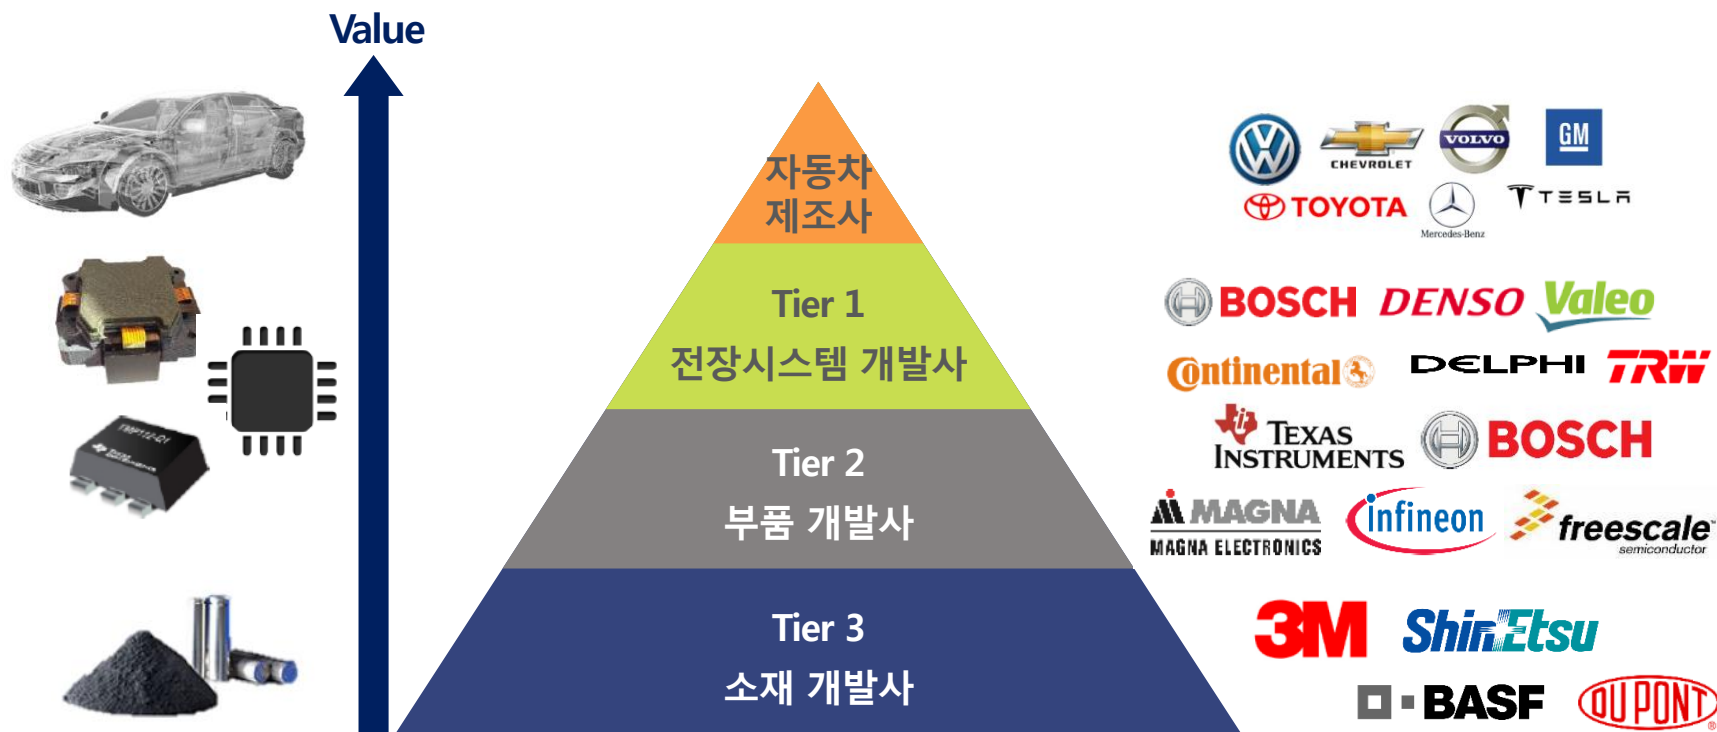 Value
자동차
제조사
VOLVO
GM
CHEVROLET
TOYOTA
TESLA
Mercedes-Benz
Tier 1
전장시스템 개발사
BOSCH DENSO Valeo
Continental DELPHI TRW
TEXAS
INSTRUMENTS
BOSCH
TMP112-Q1
Tier 2
부품 개발사
MAGNA
MAGNA ELECTRONICS
infineon
freescale
semiconductor
Tier 3
소재 개발사
3M ShinEtsu
BASF DUPONT